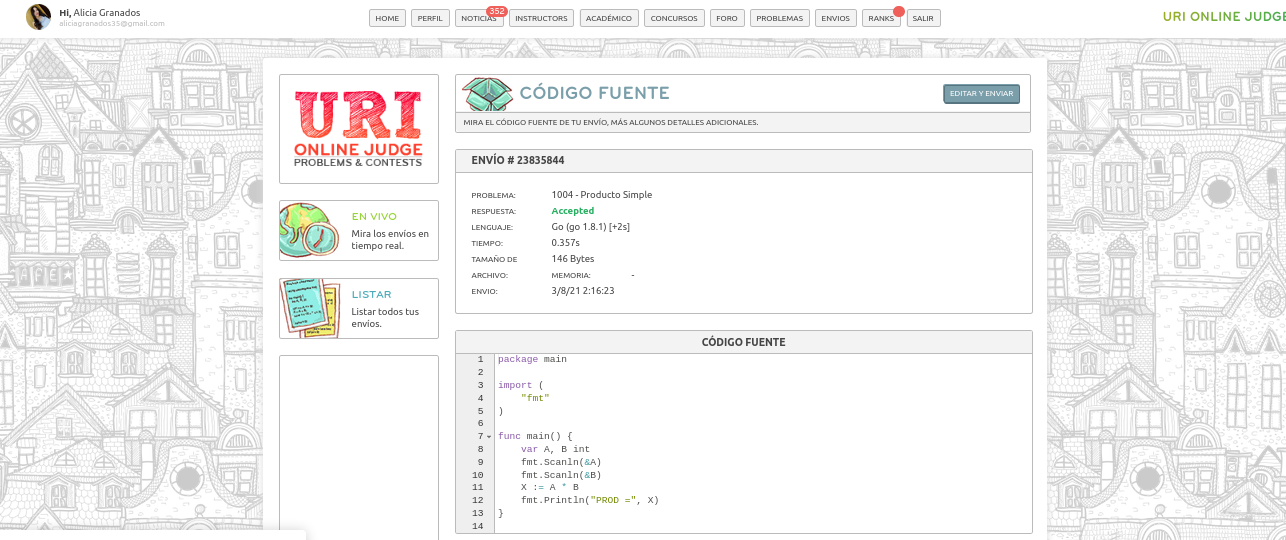 Hi, Alicia Granados
aliciagranados35@gmail.com
HOME PERFIL NOTICIAS 352 INSTRUCTORS ACADÉMICO CONCURSOS FORO PROBLEMAS ENVIOS RANKS SALIR
URI ONLINE JUDGE
URI
ONLINE JUDGE
PROBLEMS & CONTESTS
EN VIVO
Mira los envíos en
tiempo real.
LISTAR
Listar todos tus
envíos.
CÓDIGO FUENTE
EDITAR Y ENVIAR
MIRA EL CÓDIGO FUENTE DE TU ENVÍO, MÁS ALGUNOS DETALLES ADICIONALES.
ENVÍO # 23835844
PROBLEMA: 1004 - Producto Simple
RESPUESTA: Accepted
LENGUAJE: Go (go 1.8.1) [+2s]
TIEMPO: 0.357s
TAMAÑO DE 146 Bytes
ARCHIVO: MEMORIA: -
ENVIO: 3/8/21 2:16:23
CÓDIGO FUENTE
1 package main
2
3 import (
4 "fmt"
5 )
6
7 func main() {
8 var A, B int
9 fmt.Scanln(&A)
10 fmt.Scanln(&B)
11 X := A * B
12 fmt.Println("PROD =", X)
13 }
14